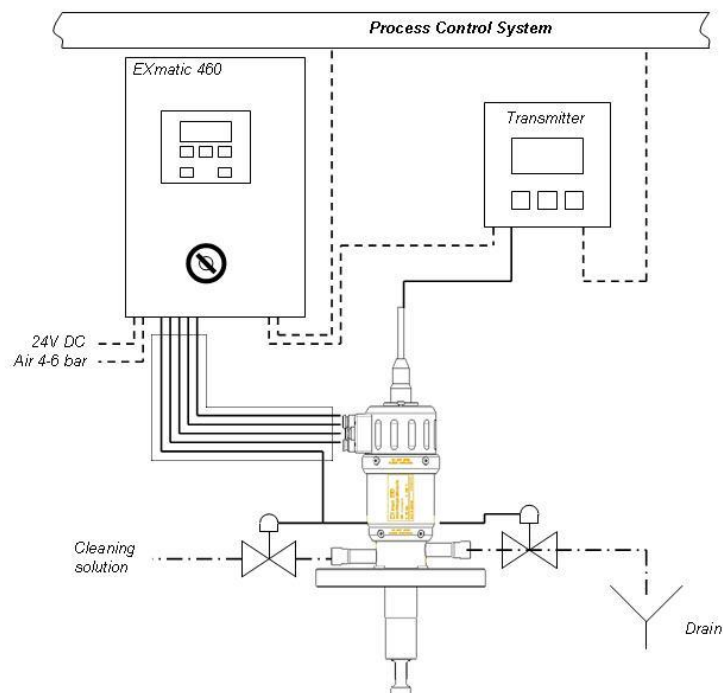 Process Control System
EXmatic 460
Transmitter
24V DC
Air 4-6 bar
Cleaning
solution
Drain